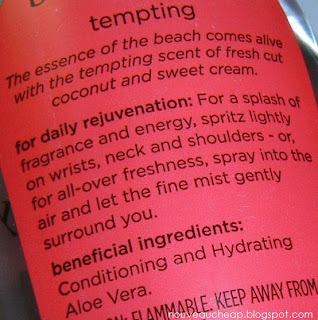 tempting
The essence of the beach comes alive
with the tempting scent of fresh cut
coconut and sweet cream.
for daily rejuvenation: For a splash of
fragrance and energy, spritz lightly
on wrists, neck and shoulders - or,
for all-over freshness, spray into the
air and let the fine mist gently
surround you.
beneficial ingredients:
Conditioning and Hydrating
Aloe Vera.
FLAMMABLE. KEEP AWAY FROM
nouveaucheap.blogspot.com